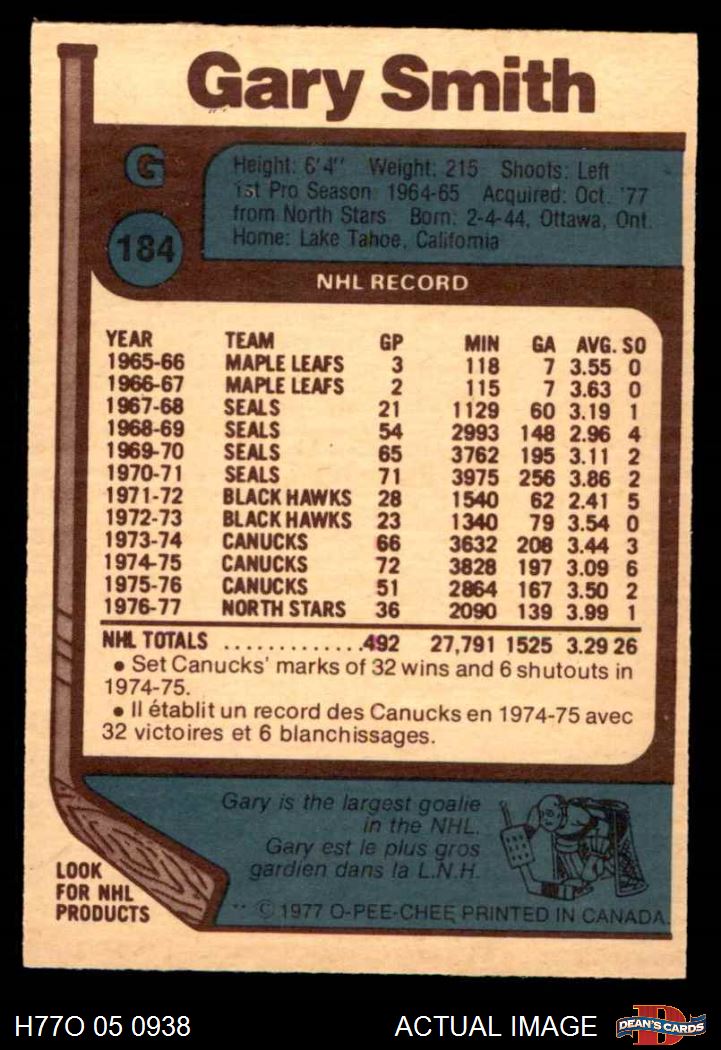 Gary Smith
G
184
Height: 6'4" Weight: 215 Shoots: Left
1st Pro Season 1964-65 Acquired: Oct. '77
from North Stars Born: 2-4-44, Ottawa, Ont.
Home: Lake Tahoe, California
NHL RECORD
YEAR TEAM GP MIN GA AVG. SO
1965-66 MAPLE LEAFS 3 118 7 3.55 0
1966-67 MAPLE LEAFS 2 115 7 3.63 0
1967-68 SEALS 21 1129 60 3.19 1
1968-69 SEALS 54 2993 148 2.96 4
1969-70 SEALS 65 3762 195 3.11 2
1970-71 SEALS 71 3975 256 3.86 2
1971-72 BLACK HAWKS 28 1540 62 2.41 5
1972-73 BLACK HAWKS 23 1340 79 3.54 0
1973-74 CANUCKS 66 3632 208 3.44 3
1974-75 CANUCKS 72 3828 197 3.09 6
1975-76 CANUCKS 51 2864 167 3.50 2
1976-77 NORTH STARS 36 2090 139 3.99 1
NHL TOTALS .............492 27,791 1525 3.29 26
• Set Canucks' marks of 32 wins and 6 shutouts in
1974-75.
• Il établit un record des Canucks en 1974-75 avec
32 victoires et 6 blanchissages.
Gary is the largest goalie
in the NHL.
Gary est le plus gros
gardien dans la L.N.H.
LOOK
FOR NHL
PRODUCTS
** © 1977 O-PEE-CHEE PRINTED IN CANADA.
H77O 05 0938
ACTUAL IMAGE
D
DEAN'S CARDS